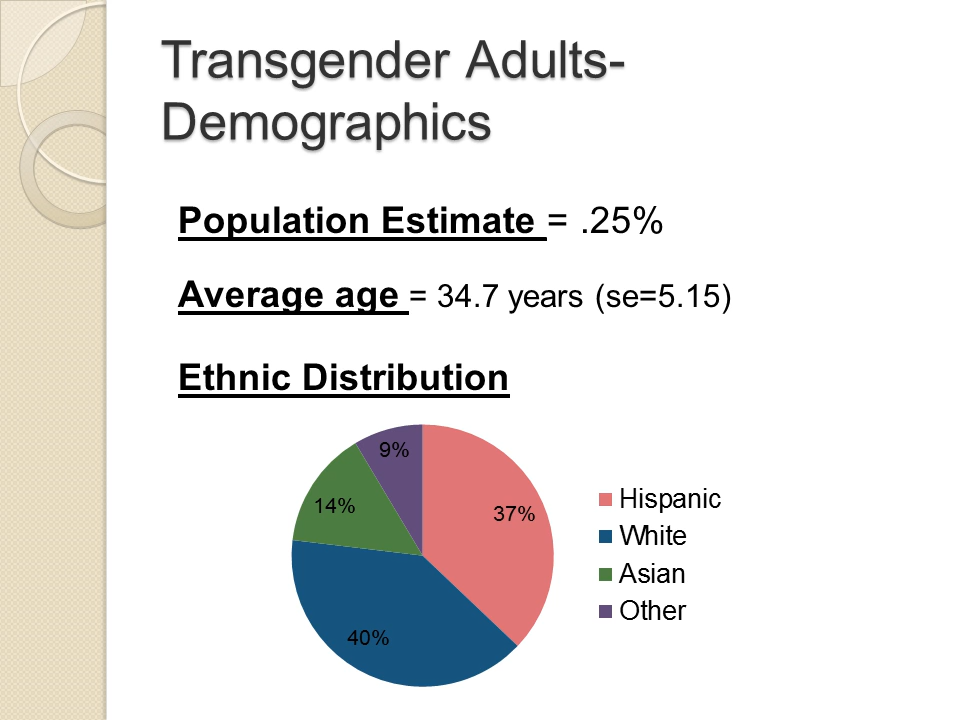 Transgender Adults-
Demographics
Population Estimate = .25%
Average age = 34.7 years (se=5.15)
Ethnic Distribution
9%
14%
37%
40%
Hispanic
White
Asian
Other